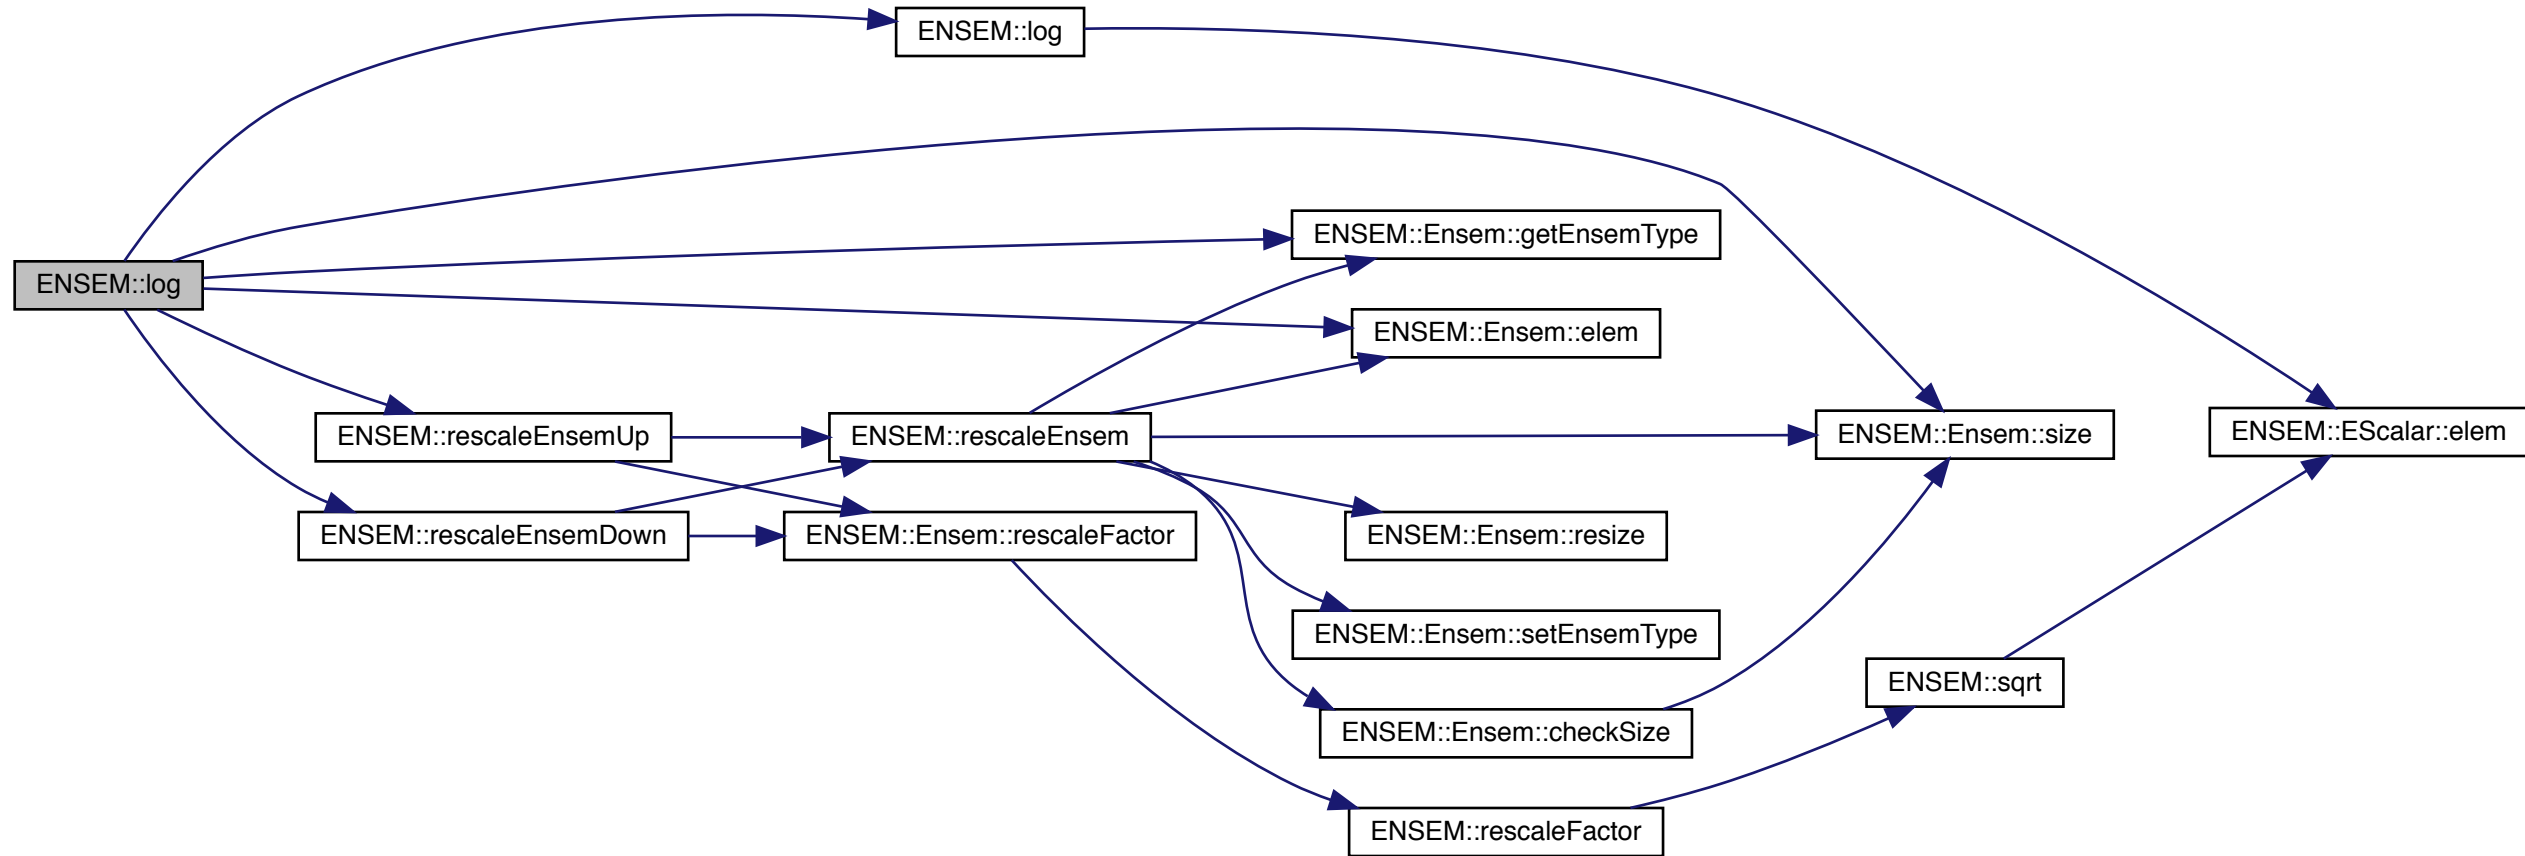 ENSEM::log
ENSEM::log
ENSEM::Ensem::getEnsemType
ENSEM::Ensem::elem
ENSEM::rescaleEnsemUp
ENSEM::rescaleEnsem
ENSEM::Ensem::size
ENSEM::EScalar::elem
ENSEM::rescaleEnsemDown
ENSEM::Ensem::rescaleFactor
ENSEM::Ensem::resize
ENSEM::Ensem::setEnsemType
ENSEM::sqrt
ENSEM::Ensem::checkSize
ENSEM::rescaleFactor